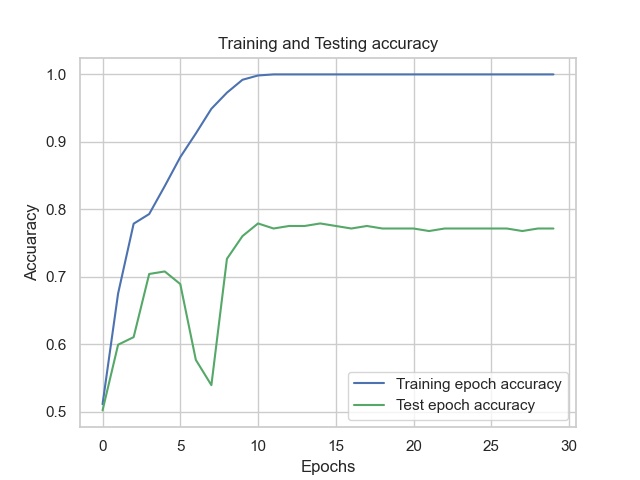 Training and Testing accuracy
Accuaracy
1.0
0.9
0.8
0.7
0.6
0.5
Training epoch accuracy
Test epoch accuracy
0 5 10 15 20 25 30
Epochs